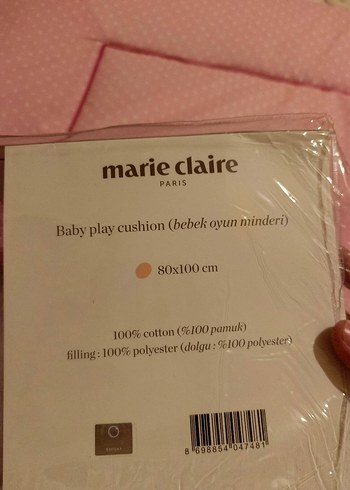 marie claire
PARIS
Baby play cushion (bebek oyun minderi)
80x100 cm
100% cotton (%100 pamuk)
filling : 100% polyester (dolgu : %100 polyester)
8 698854 047481